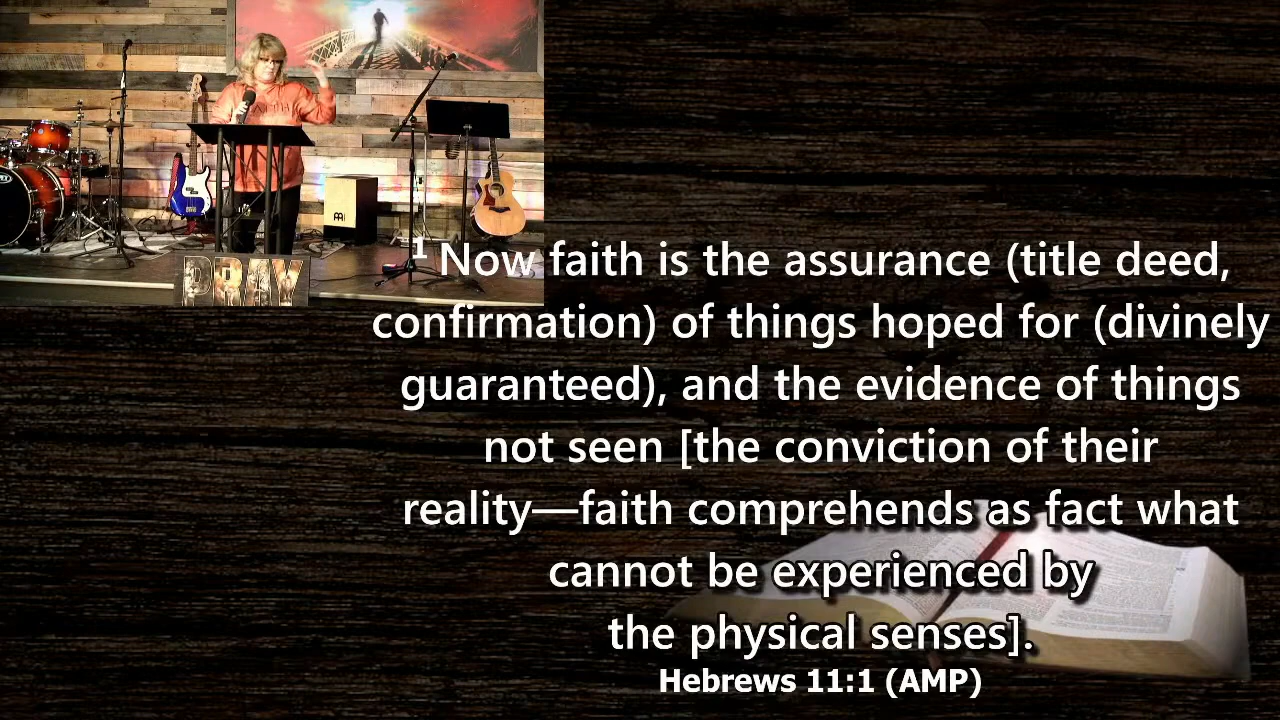 PRAY
1 Now faith is the assurance (title deed,
confirmation) of things hoped for (divinely
guaranteed), and the evidence of things
not seen [the conviction of their
reality—faith comprehends as fact what
cannot be experienced by
the physical senses].
Hebrews 11:1 (AMP)